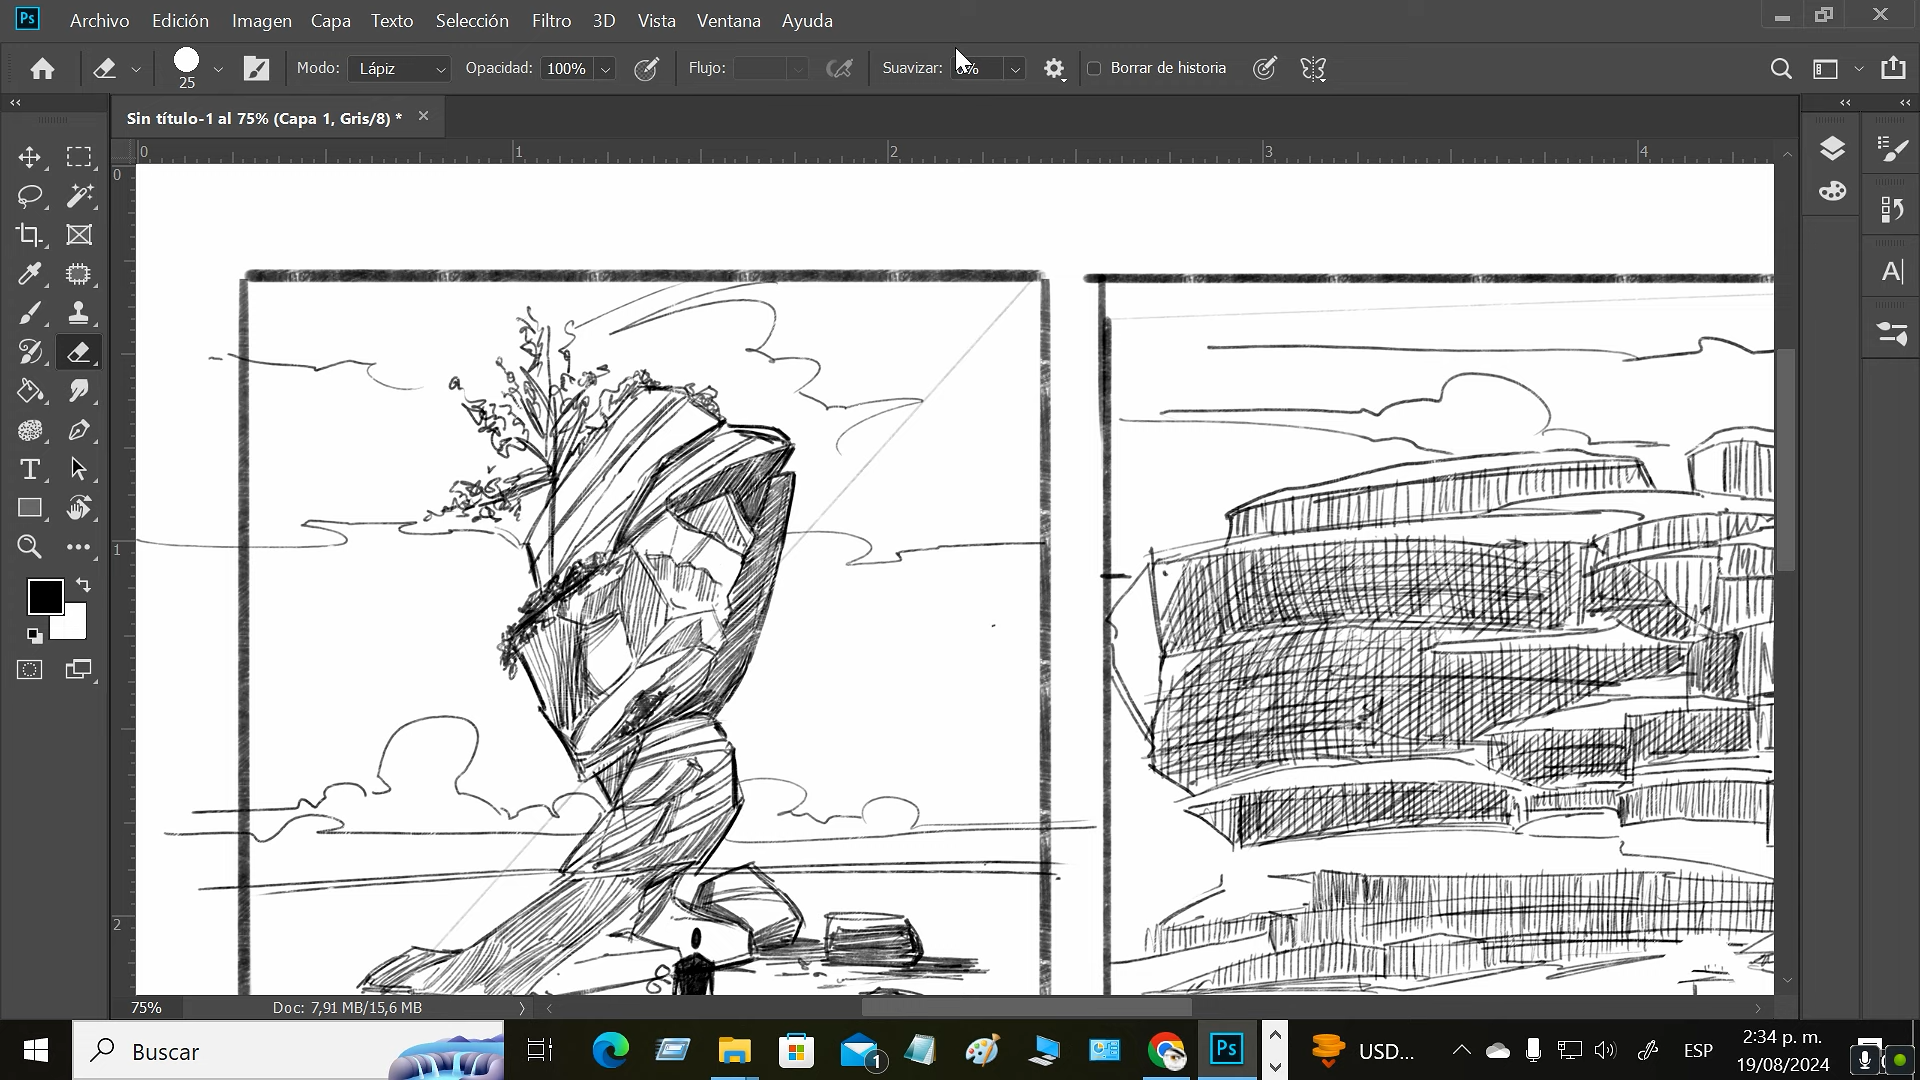 Ps Archivo Edición Imagen Capa Texto Selección Filtro 3D Vista Ventana Ayuda
25 Modo: Lápiz Opacidad: 100% Flujo: Suavizar: Borrar de historia
Sin título-1 al 75% (Capa 1, Gris/8) *
0 1 2 3 4
0
1
2
75% Doc: 7,91 MB/15,6 MB
Buscar 1 Ps USD... ESP 2:34 p. m.
19/08/2024